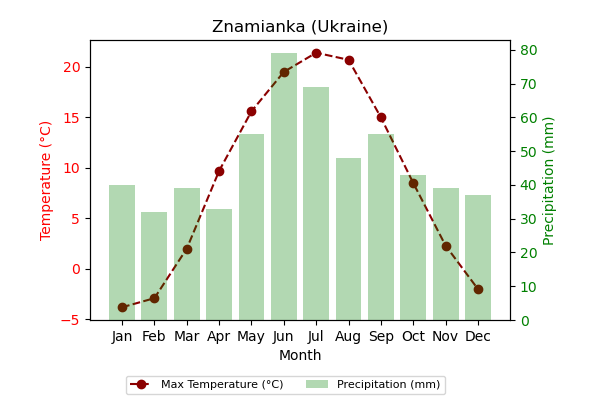 Znamianka (Ukraine)
20
15
10
5
0
−5
Temperature (°C)
80
70
60
50
40
30
20
10
0
Precipitation (mm)
Jan Feb Mar Apr May Jun Jul Aug Sep Oct Nov Dec
Month
Max Temperature (°C) Precipitation (mm)